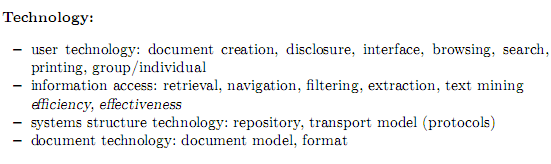 Technology:
– user technology: document creation, disclosure, interface, browsing, search,
printing, group/individual
– information access: retrieval, navigation, filtering, extraction, text mining
efficiency, effectiveness
– systems structure technology: repository, transport model (protocols)
– document technology: document model, format